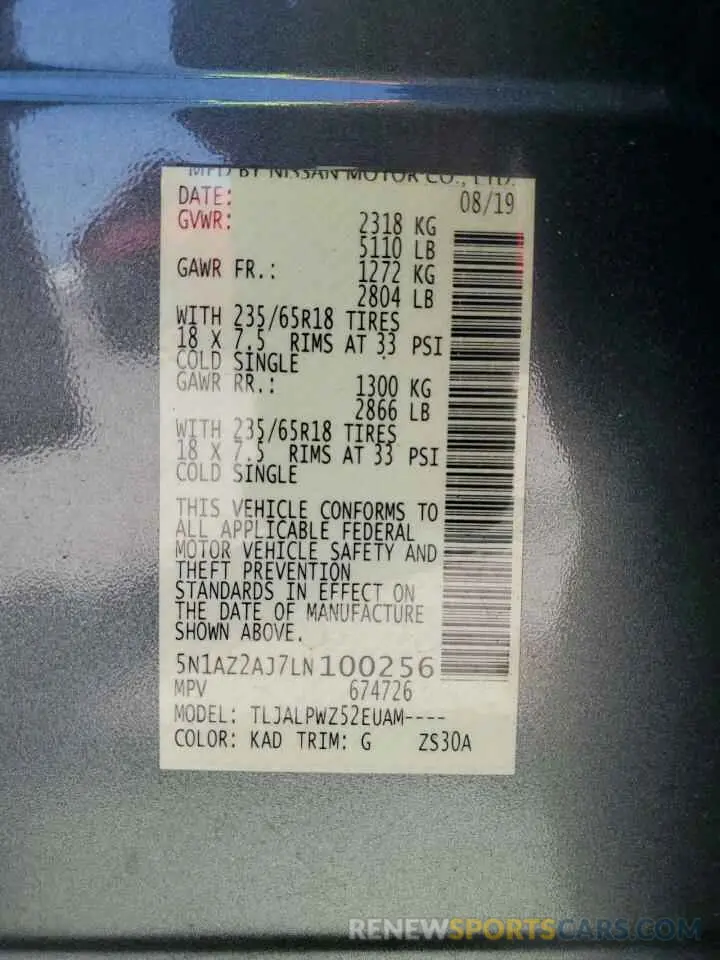 MFD BY NISSAN MOTOR CO., LTD.
DATE: 08/19
GVWR: 2318 KG
5110 LB
GAWR FR.: 1272 KG
2804 LB
WITH 235/65R18 TIRES
18 X 7.5 RIMS AT 33 PSI
COLD SINGLE
GAWR RR.: 1300 KG
2866 LB
WITH 235/65R18 TIRES
18 X 7.5 RIMS AT 33 PSI
COLD SINGLE
THIS VEHICLE CONFORMS TO
ALL APPLICABLE FEDERAL
MOTOR VEHICLE SAFETY AND
THEFT PREVENTION
STANDARDS IN EFFECT ON
THE DATE OF MANUFACTURE
SHOWN ABOVE.
5N1AZ2AJ7LN100256
MPV 674726
MODEL: TLJALPWZ52EUAM----
COLOR: KAD TRIM: G ZS30A
RENEWSPORTSCARS.COM